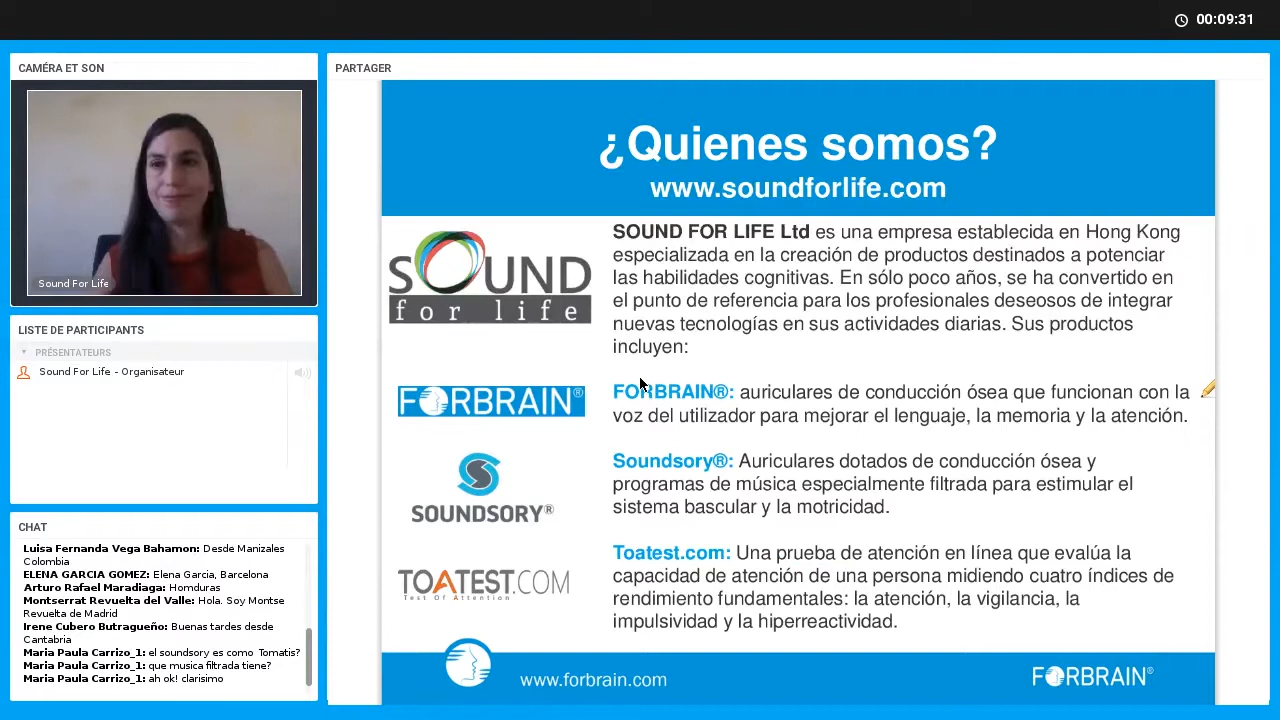 00:09:31
CAMÉRA ET SON
Sound For Life
LISTE DE PARTICIPANTS
PRÉSENTATEURS
Sound For Life - Organisateur
CHAT
Luisa Fernanda Vega Bahamon: Desde Manizales
Colombia
ELENA GARCIA GOMEZ: Elena Garcia, Barcelona
Arturo Rafael Maradiaga: Homduras
Montserrat Revuelta del Valle: Hola. Soy Montse
Revuelta de Madrid
Irene Cubero Butragueño: Buenas tardes desde
Cantabria
Maria Paula Carrizo_1: el soundsory es como Tomatis?
Maria Paula Carrizo_1: que musica filtrada tiene?
Maria Paula Carrizo_1: ah ok! clarisimo
PARTAGER
¿Quienes somos?
www.soundforlife.com
SOUND
for life
SOUND FOR LIFE Ltd es una empresa establecida en Hong Kong
especializada en la creación de productos destinados a potenciar
las habilidades cognitivas. En sólo poco años, se ha convertido en
el punto de referencia para los profesionales deseosos de integrar
nuevas tecnologías en sus actividades diarias. Sus productos
incluyen:
FORBRAIN®
FORBRAIN®: auriculares de conducción ósea que funcionan con la
voz del utilizador para mejorar el lenguaje, la memoria y la atención.
SOUNDSORY®
Soundsory®: Auriculares dotados de conducción ósea y
programas de música especialmente filtrada para estimular el
sistema bascular y la motricidad.
TOATEST.COM
Test Of Attention
Toatest.com: Una prueba de atención en línea que evalúa la
capacidad de atención de una persona midiendo cuatro índices de
rendimiento fundamentales: la atención, la vigilancia, la
impulsividad y la hiperreactividad.
www.forbrain.com
FORBRAIN®